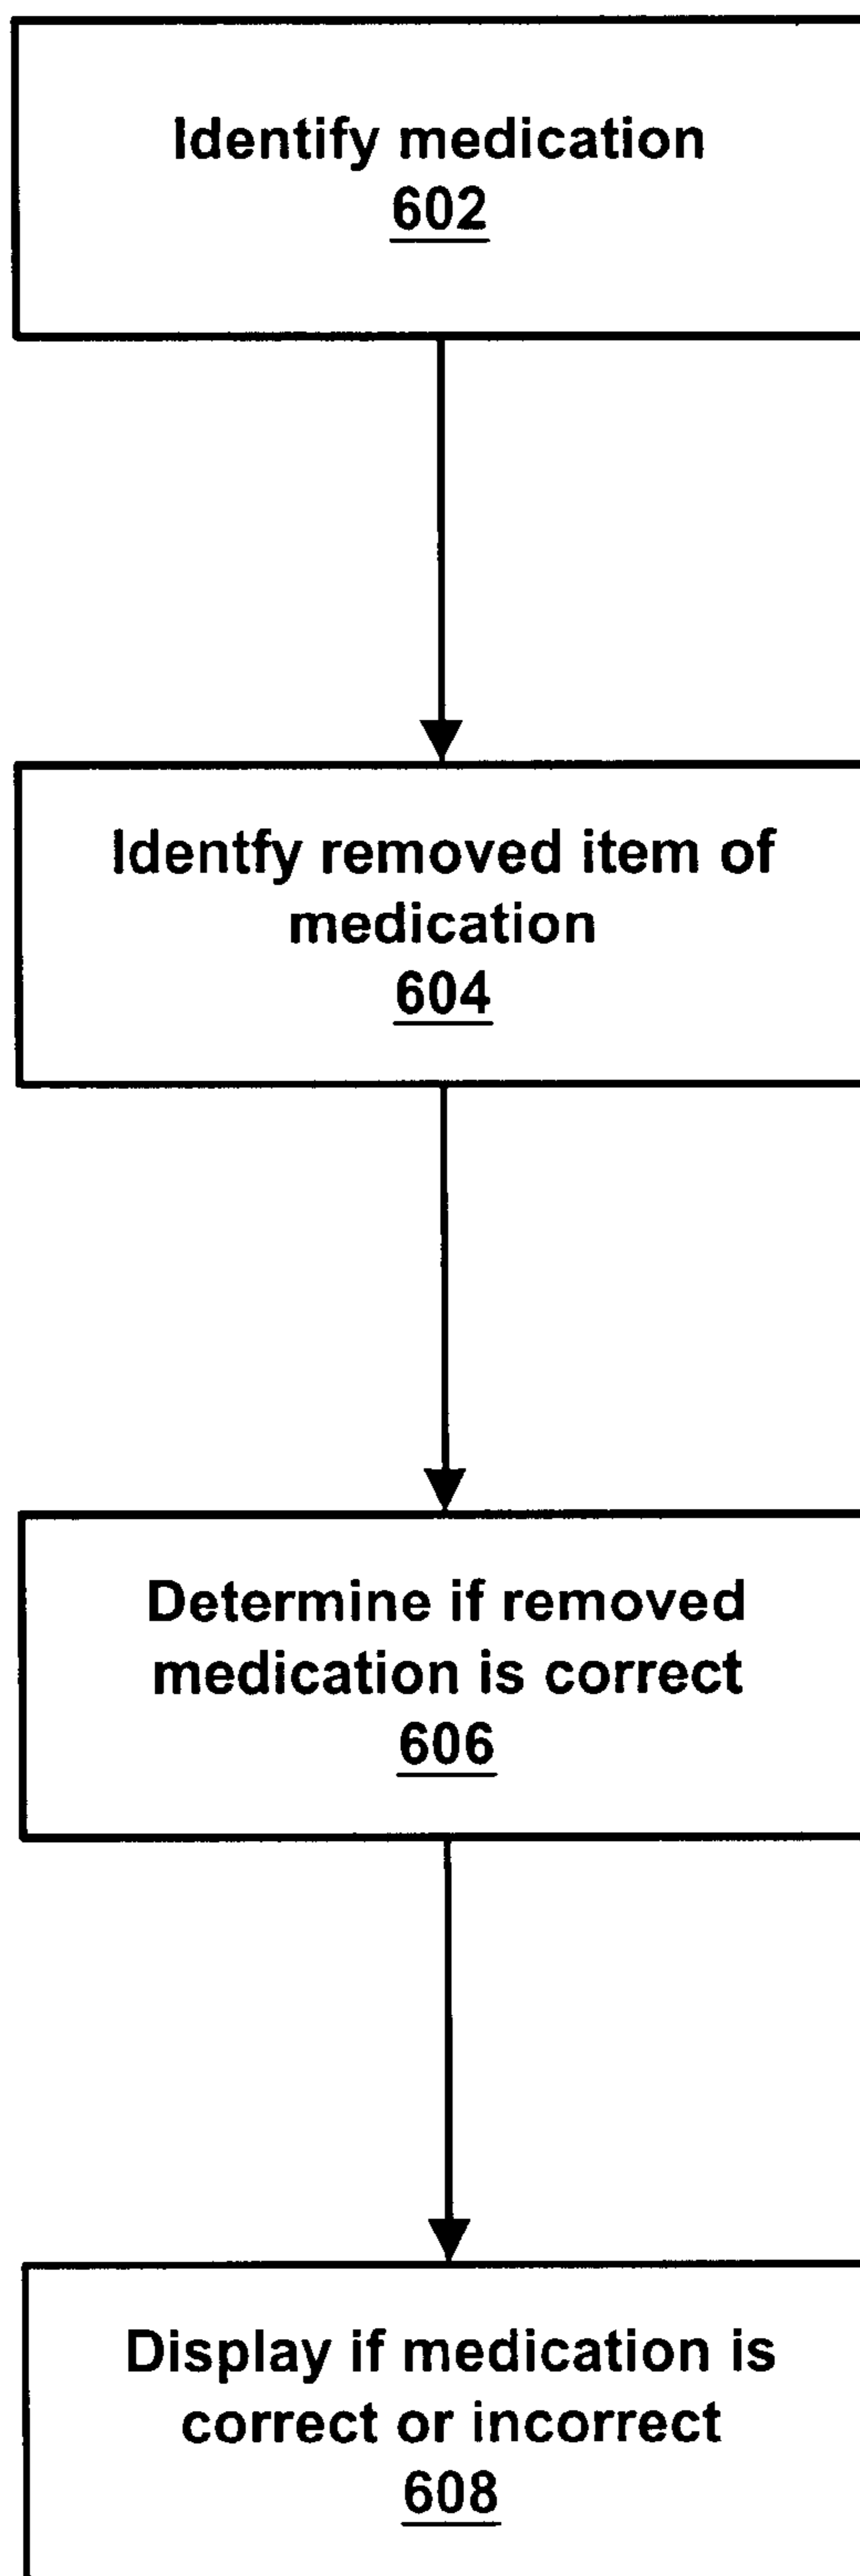 Identify medication
602
Identfy removed item of
medication
604
Determine if removed
medication is correct
606
Display if medication is
correct or incorrect
608